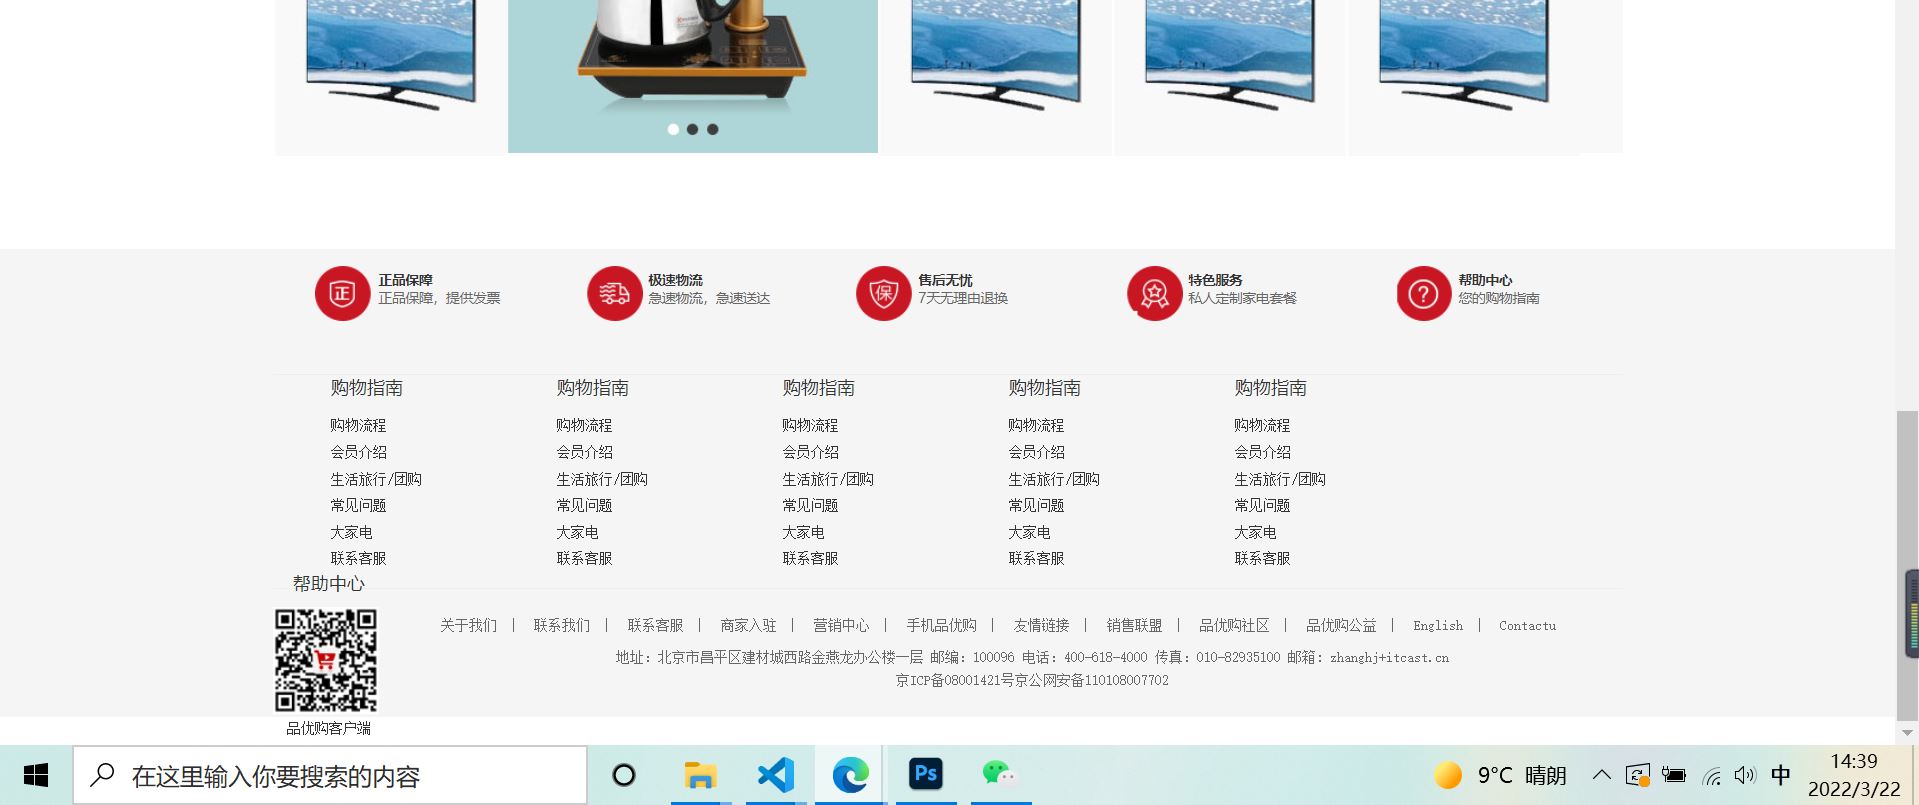 正品保障
正品保障，提供发票
极速物流
急速物流，急速送达
售后无忧
7天无理由退换
特色服务
私人定制家电套餐
帮助中心
您的购物指南
正
保
?
购物指南
购物流程
会员介绍
生活旅行/团购
常见问题
大家电
联系客服
购物指南
购物流程
会员介绍
生活旅行/团购
常见问题
大家电
联系客服
购物指南
购物流程
会员介绍
生活旅行/团购
常见问题
大家电
联系客服
购物指南
购物流程
会员介绍
生活旅行/团购
常见问题
大家电
联系客服
购物指南
购物流程
会员介绍
生活旅行/团购
常见问题
大家电
联系客服
帮助中心
品优购客户端
关于我们 | 联系我们 | 联系客服 | 商家入驻 | 营销中心 | 手机品优购 | 友情链接 | 销售联盟 | 品优购社区 | 品优购公益 | English | Contactu
地址：北京市昌平区建材城西路金燕龙办公楼一层 邮编：100096 电话：400-618-4000 传真：010-82935100 邮箱：zhanghj+itcast.cn
京ICP备08001421号京公网安备110108007702
在这里输入你要搜索的内容
Ps
9°C 晴朗
中
14:39
2022/3/22